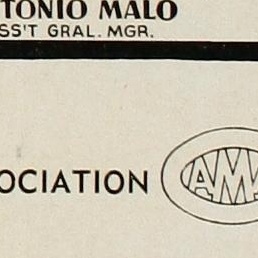 TONIO MALO
SS'T GRAL. MGR.
OCIATION
AMA